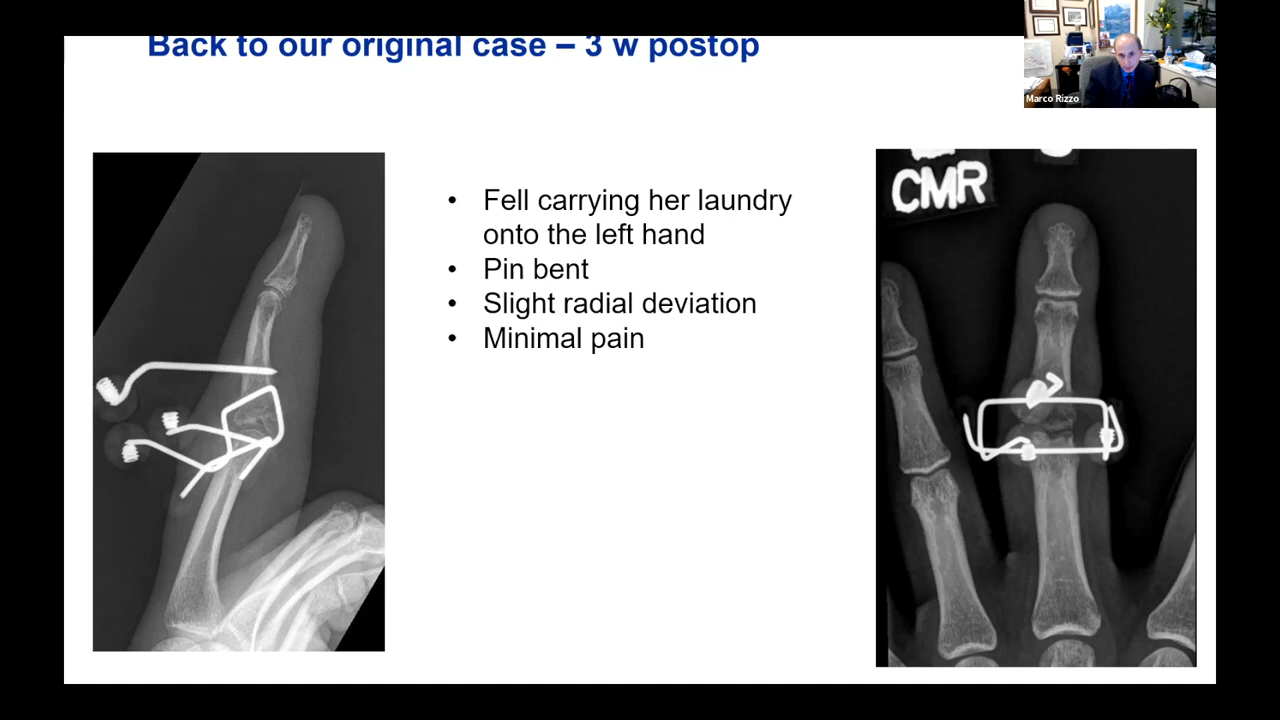 Back to our original case – 3 w postop
Marco Rizzo
• Fell carrying her laundry
onto the left hand
• Pin bent
• Slight radial deviation
• Minimal pain
CMR